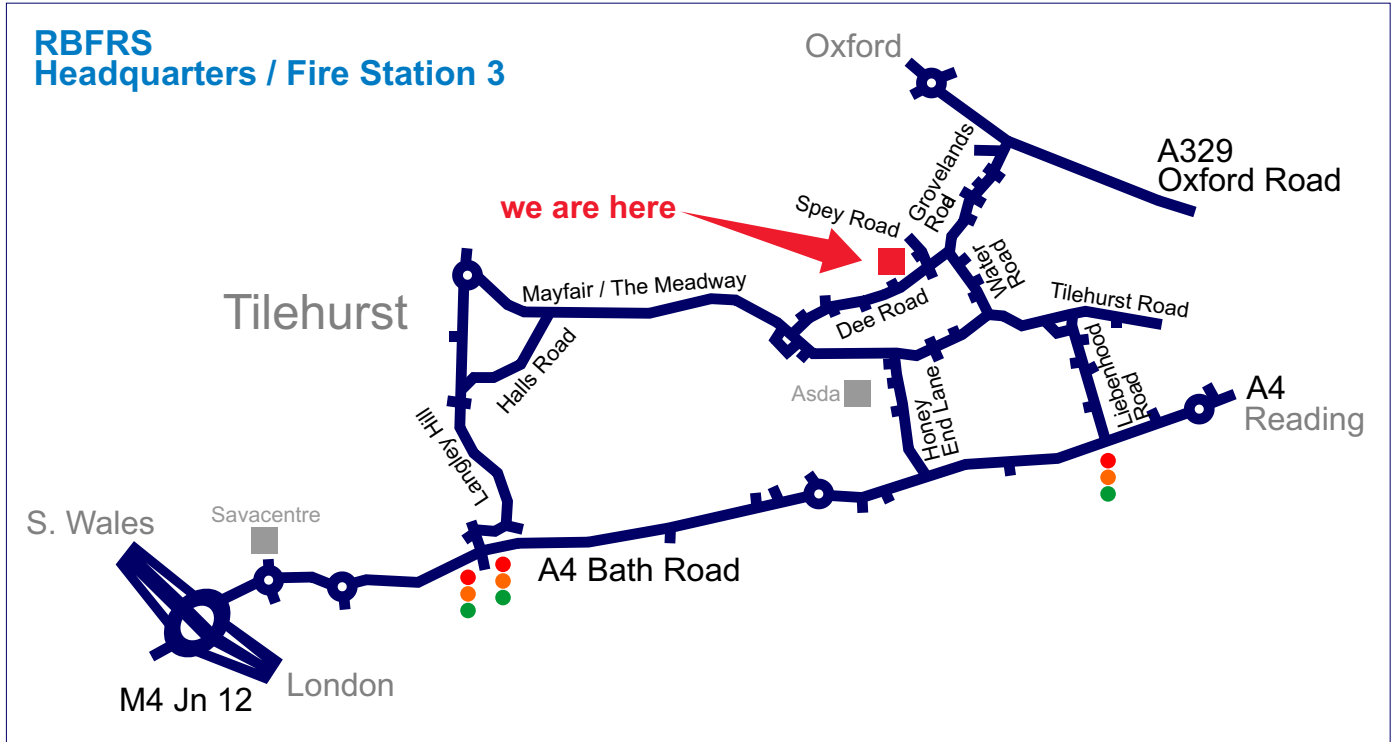 RBFRS
Headquarters / Fire Station 3
Oxford
A329
Oxford Road
Grovelands
Rod
Spey Road
we are here
Water
Road
Mayfair / The Meadway
Tilehurst Road
Tilehurst
Dee Road
Halls Road
Asda
Honey
End Lane
Liebenhood
Road
A4
Reading
Langley Hill
S. Wales
Savacentre
A4 Bath Road
London
M4 Jn 12